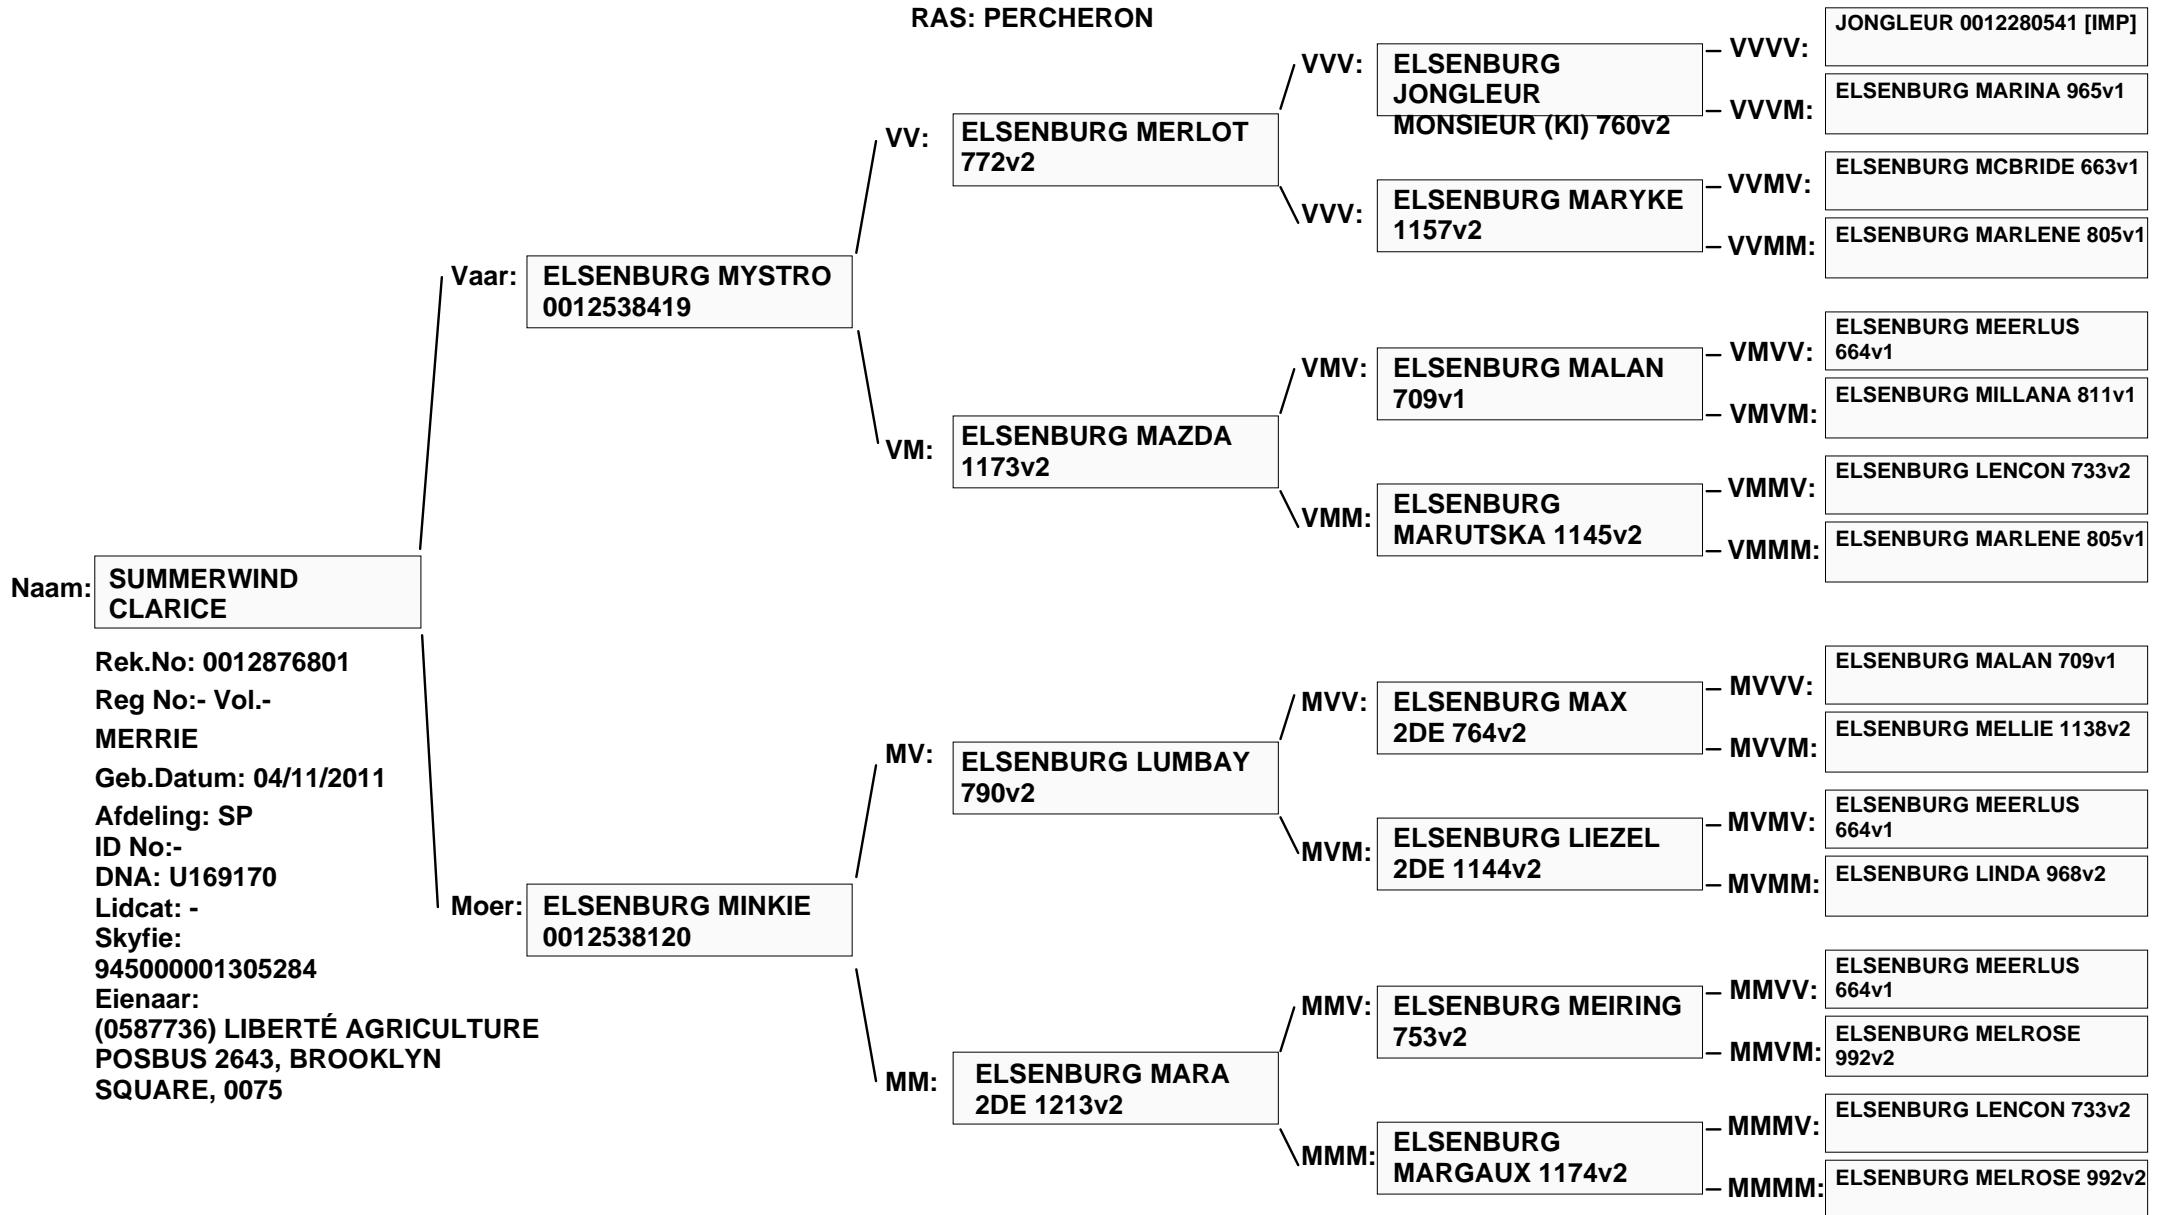 RAS: PERCHERON
Naam:
SUMMERWIND
CLARICE
Rek.No: 0012876801
Reg No:- Vol.-
MERRIE
Geb.Datum: 04/11/2011
Afdeling: SP
ID No:-
DNA: U169170
Lidcat: -
Skyfie:
945000001305284
Eienaar:
(0587736) LIBERTÉ AGRICULTURE
POSBUS 2643, BROOKLYN
SQUARE, 0075
Vaar:
ELSENBURG MYSTRO
0012538419
Moer:
ELSENBURG MINKIE
0012538120
VV:
ELSENBURG MERLOT
772v2
VM:
ELSENBURG MAZDA
1173v2
MV:
ELSENBURG LUMBAY
790v2
MM:
ELSENBURG MARA
2DE 1213v2
VVV:
ELSENBURG
JONGLEUR
MONSIEUR (KI) 760v2
VVV:
ELSENBURG MARYKE
1157v2
VMV:
ELSENBURG MALAN
709v1
VMM:
ELSENBURG
MARUTSKA 1145v2
MVV:
ELSENBURG MAX
2DE 764v2
MVM:
ELSENBURG LIEZEL
2DE 1144v2
MMV:
ELSENBURG MEIRING
753v2
MMM:
ELSENBURG
MARGAUX 1174v2
VVVV:
JONGLEUR 0012280541 [IMP]
VVVM:
ELSENBURG MARINA 965v1
VVMV:
ELSENBURG MCBRIDE 663v1
VVMM:
ELSENBURG MARLENE 805v1
VMVV:
ELSENBURG MEERLUS
664v1
VMVM:
ELSENBURG MILLANA 811v1
VMMV:
ELSENBURG LENCON 733v2
VMMM:
ELSENBURG MARLENE 805v1
MVVV:
ELSENBURG MALAN 709v1
MVVM:
ELSENBURG MELLIE 1138v2
MVMV:
ELSENBURG MEERLUS
664v1
MVMM:
ELSENBURG LINDA 968v2
MMVV:
ELSENBURG MEERLUS
664v1
MMVM:
ELSENBURG MELROSE
992v2
MMMV:
ELSENBURG LENCON 733v2
MMMM:
ELSENBURG MELROSE 992v2